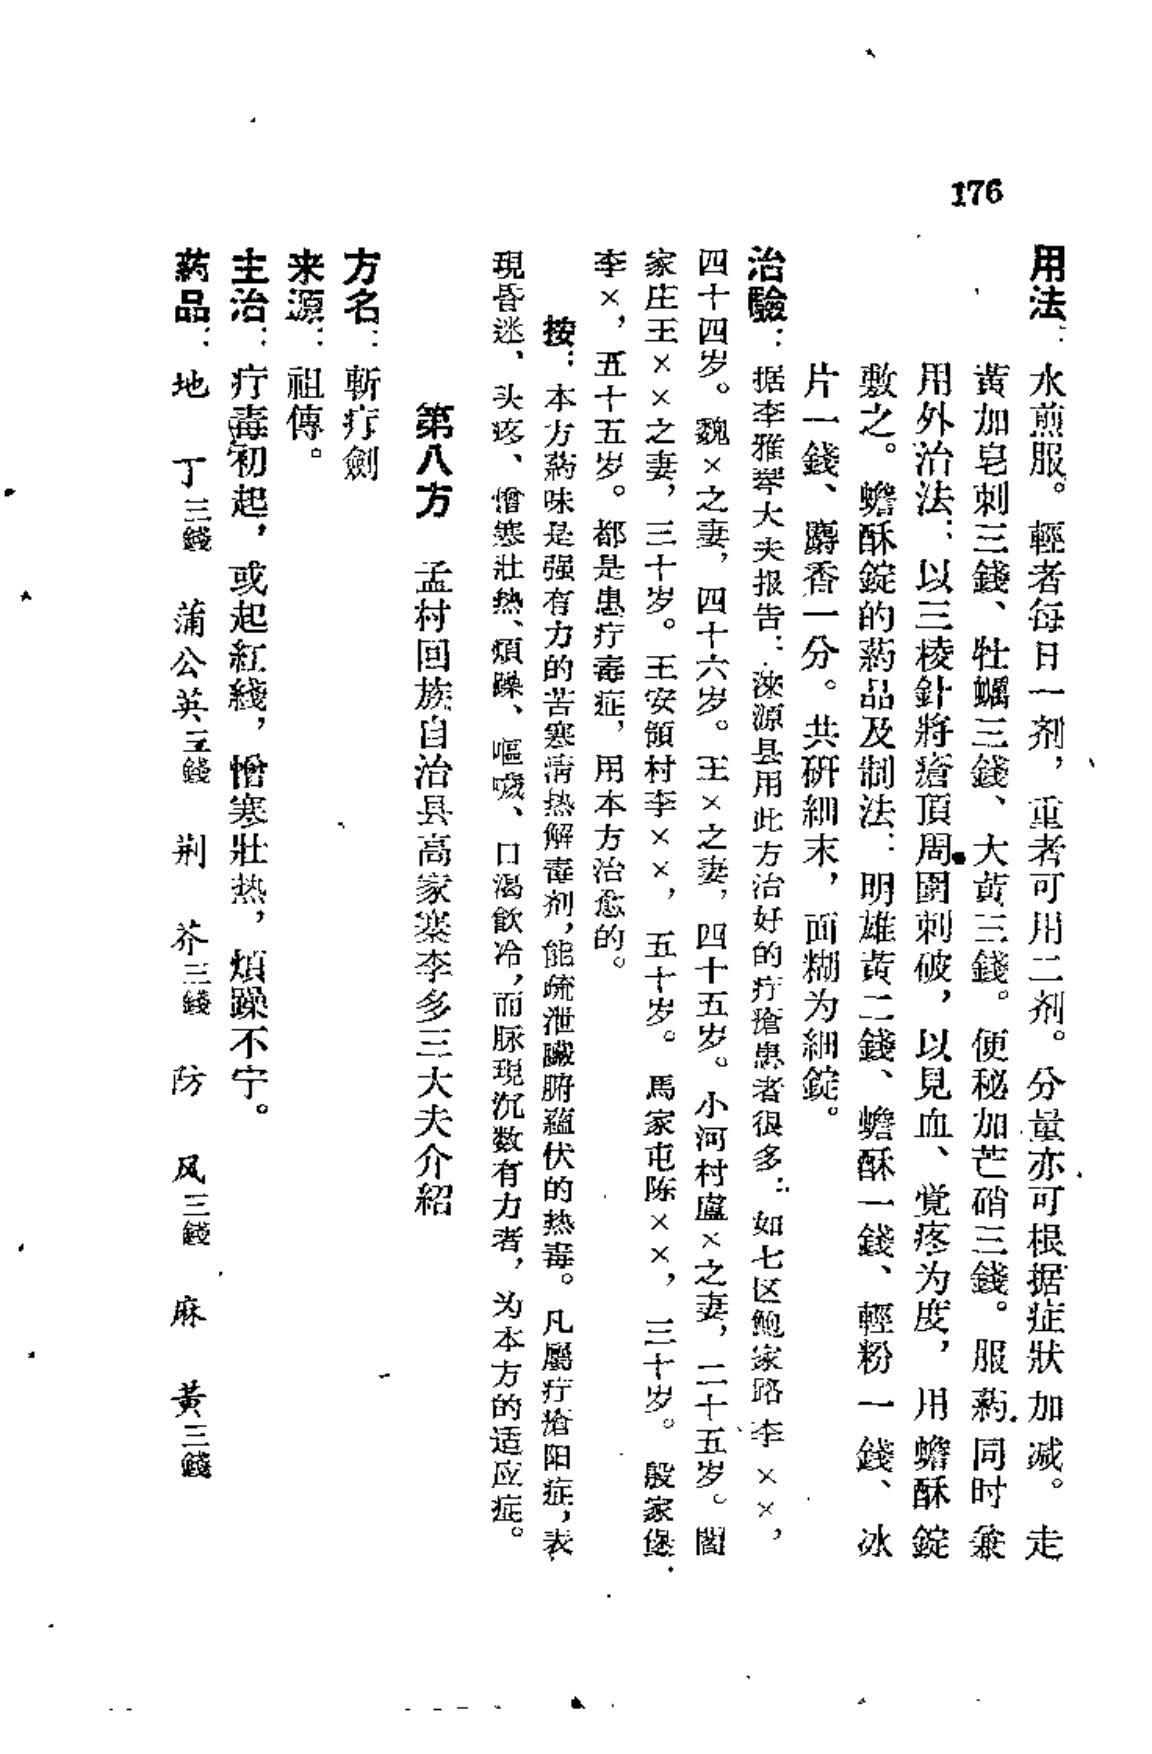 176
用法：水煎服。輕者每日一剂，重者可用二剂。分量亦可根据症狀加减。走
黃加皂刺三錢、牡蠣三錢、大黃三錢。便秘加芒硝三錢。服葯同时兼
用外治法：以三棱針將瘡頂周圍刺破，以見血、覚疼为度，用蟾酥錠
敷之。蟾酥錠的葯品及制法：明雄黃二錢、蟾酥一錢、輕粉一錢、冰
片一錢、麝香一分。共研細末，面糊为細錠。
治驗：据李雅琴大夫报告：淶源县用此方治好的疔瘡患者很多：如七区鮑家路李××，
四十四岁。魏×之妻，四十六岁。王×之妻，四十五岁。小河村盧×之妻，二十五岁。閻
家庄王××之妻，三十岁。王安領村李××，五十岁。馬家屯陈××，三十岁。殷家堡
李×，五十五岁。都是患疔毒症，用本方治愈的。
按：本方葯味是强有力的苦寒清热解毒剂，能疏泄臟腑蘊伏的热毒。凡屬疔瘡阳症，表
現昏迷、头疼、憎寒壯热、煩躁、嘔噦、口渴飲冷，而脉現沉数有力者，为本方的适应症。
第八方 孟村回族自治县高家寨李多三大夫介紹
方名：斬疔劍
来源：祖傳。
主治：疔毒初起，或起紅綫，憎寒壯热，煩躁不宁。
葯品：地丁三錢 蒲公英三錢 荆芥三錢 防风三錢 麻黃三錢